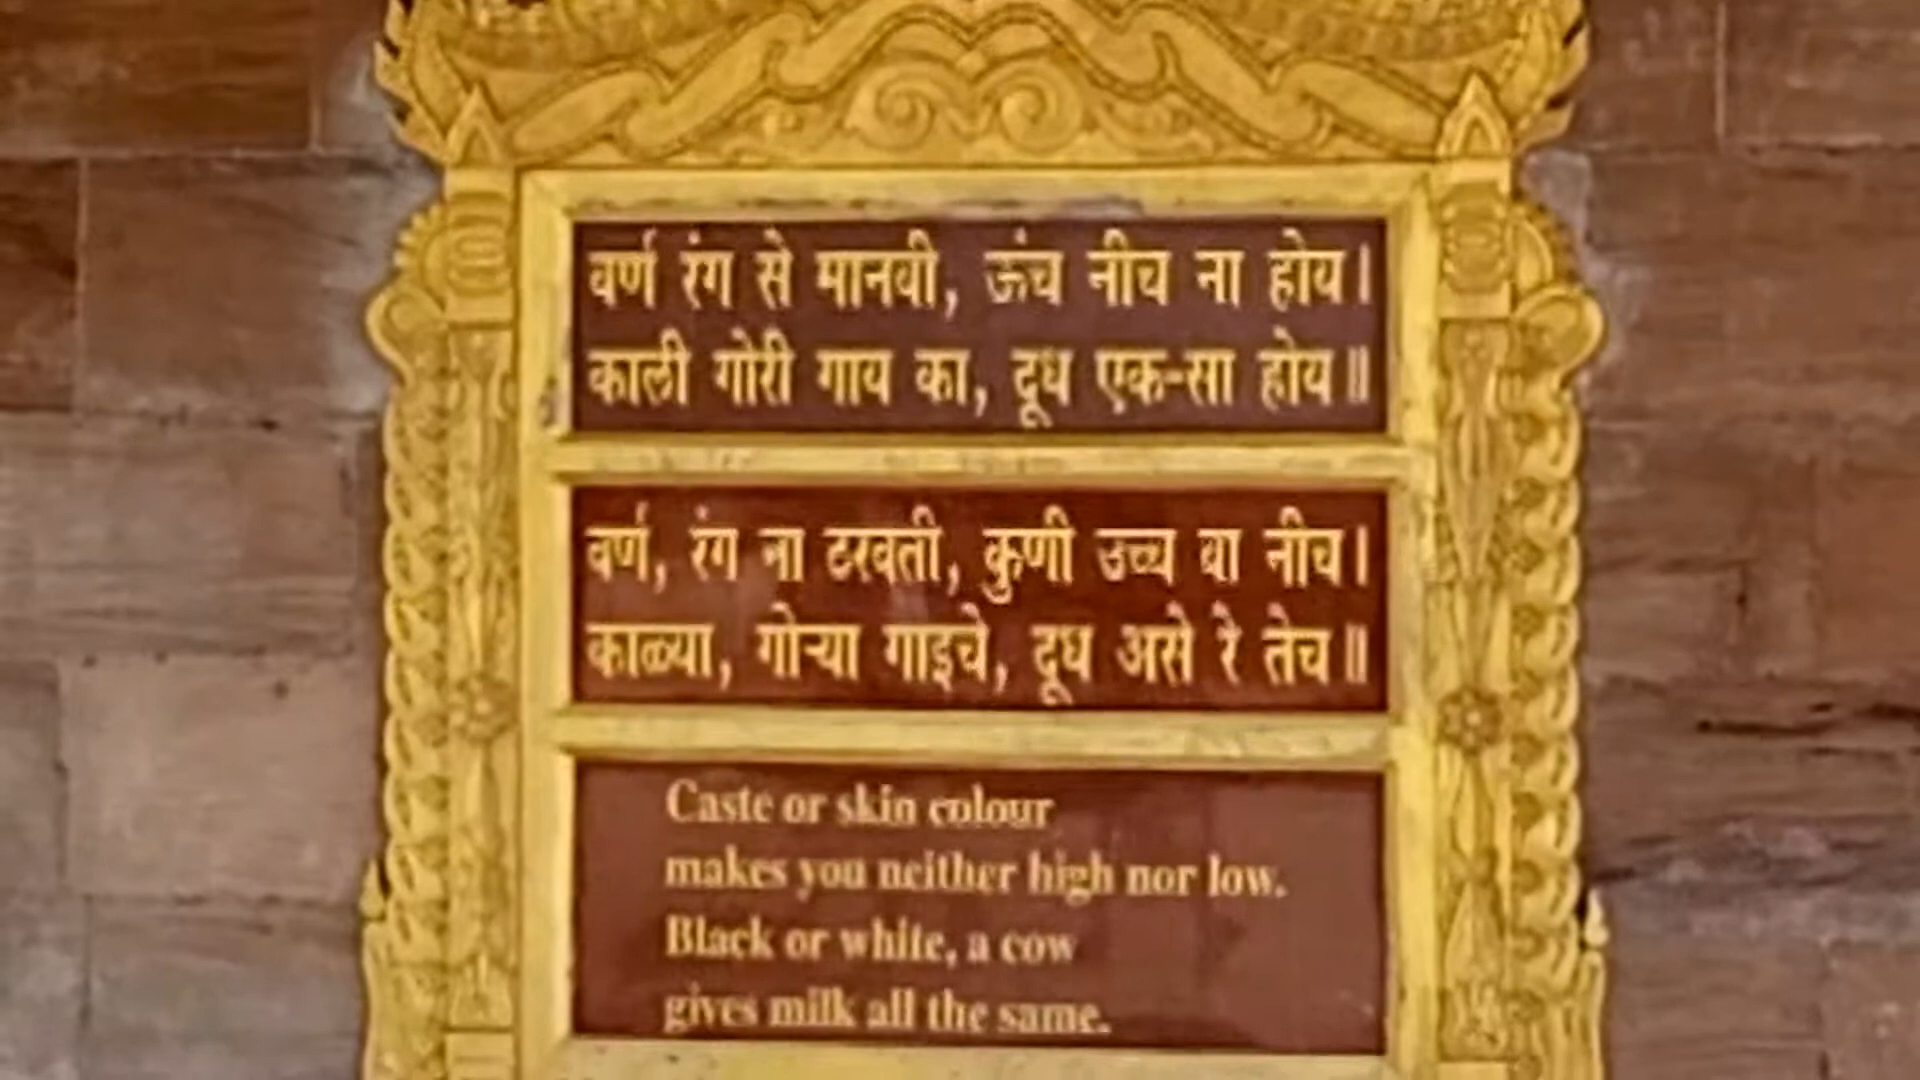 वर्ण रंग से मानवी, ऊंच नीच ना होय।
काली गोरी गाय का, दूध एक-सा होय॥
वर्ण, रंग ना ठरवती, कुणी उच्च वा नीच।
काळ्या, गोऱ्या गाइचे, दूध असे रे तेच॥
Caste or skin colour
makes you neither high nor low.
Black or white, a cow
gives milk all the same.